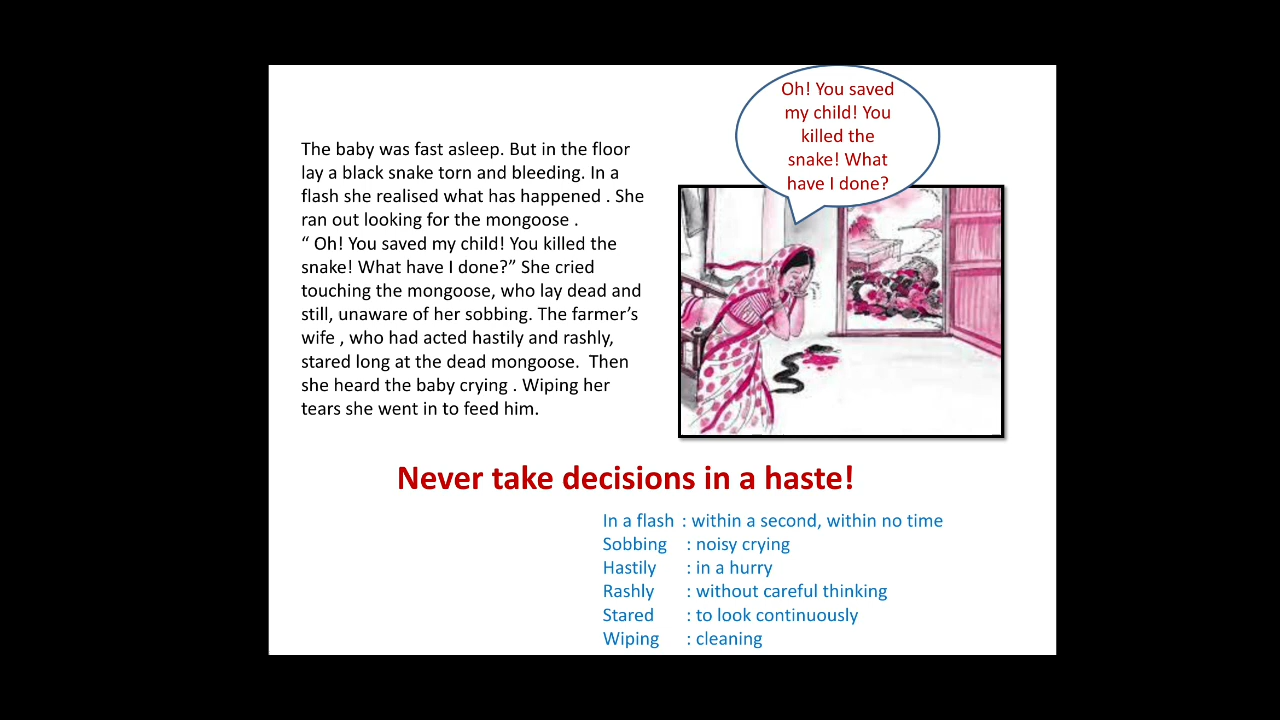 Oh! You saved
my child! You
killed the
snake! What
have I done?
The baby was fast asleep. But in the floor
lay a black snake torn and bleeding. In a
flash she realised what has happened . She
ran out looking for the mongoose .
“ Oh! You saved my child! You killed the
snake! What have I done?” She cried
touching the mongoose, who lay dead and
still, unaware of her sobbing. The farmer’s
wife , who had acted hastily and rashly,
stared long at the dead mongoose.  Then
she heard the baby crying . Wiping her
tears she went in to feed him.
Never take decisions in a haste!
In a flash : within a second, within no time
Sobbing : noisy crying
Hastily : in a hurry
Rashly : without careful thinking
Stared : to look continuously
Wiping : cleaning